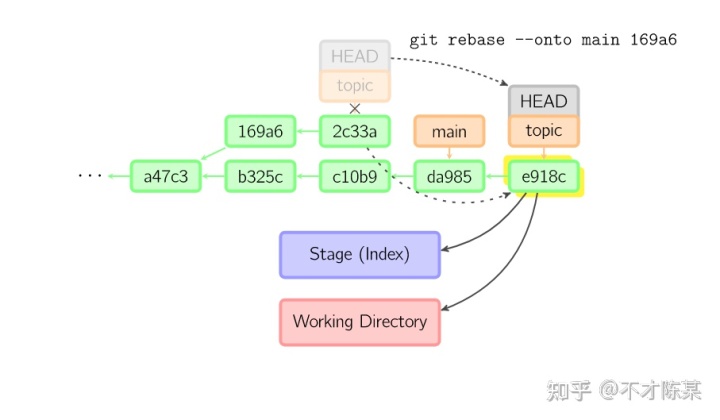 git rebase --onto main 169a6
HEAD
topic
HEAD
topic
169a6
2c33a
main
... a47c3
b325c
c10b9
da985
e918c
Stage (Index)
Working Directory
知乎 @不才陈某